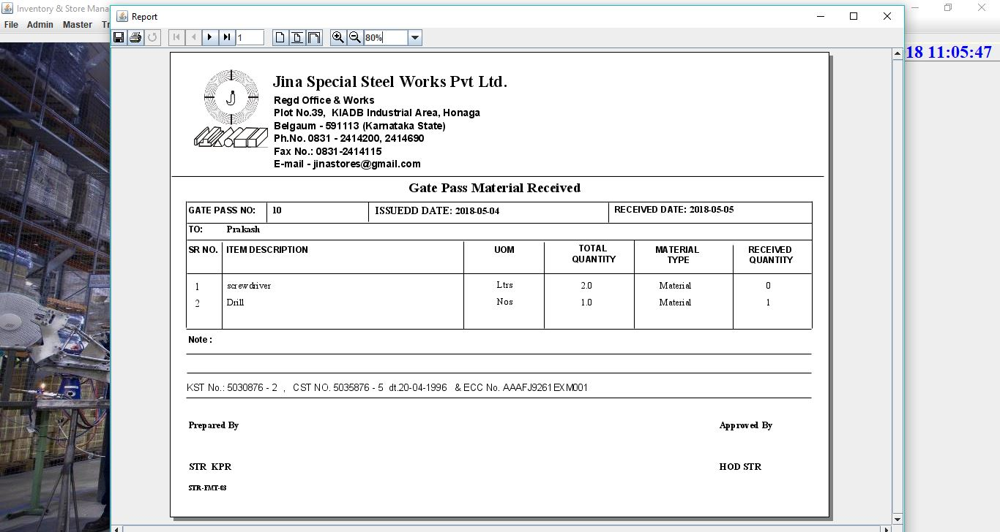 Inventory & Store Mana
Report
File Admin Master Tr
1
80%
18 11:05:47
J
Jina Special Steel Works Pvt Ltd.
Regd Office & Works
Plot No.39, KIADB Industrial Area, Honaga
Belgaum - 591113 (Karnataka State)
Ph.No. 0831 - 2414200, 2414690
Fax No.: 0831-2414115
E-mail - jinastores@gmail.com
Gate Pass Material Received
GATE PASS NO: 10 ISSUEDD DATE: 2018-05-04 RECEIVED DATE: 2018-05-05
TO: Prakash
SR NO. ITEM DESCRIPTION UOM TOTAL QUANTITY MATERIAL TYPE RECEIVED QUANTITY
1 screwdriver Ltrs 2.0 Material 0
2 Drill Nos 1.0 Material 1
Note :
KST No.: 5030876 - 2 , CST NO. 5035876 - 5 dt.20-04-1996 & ECC No. AAAFJ9261EXM001
Prepared By Approved By
STR KPR HOD STR
STR-FMT-03